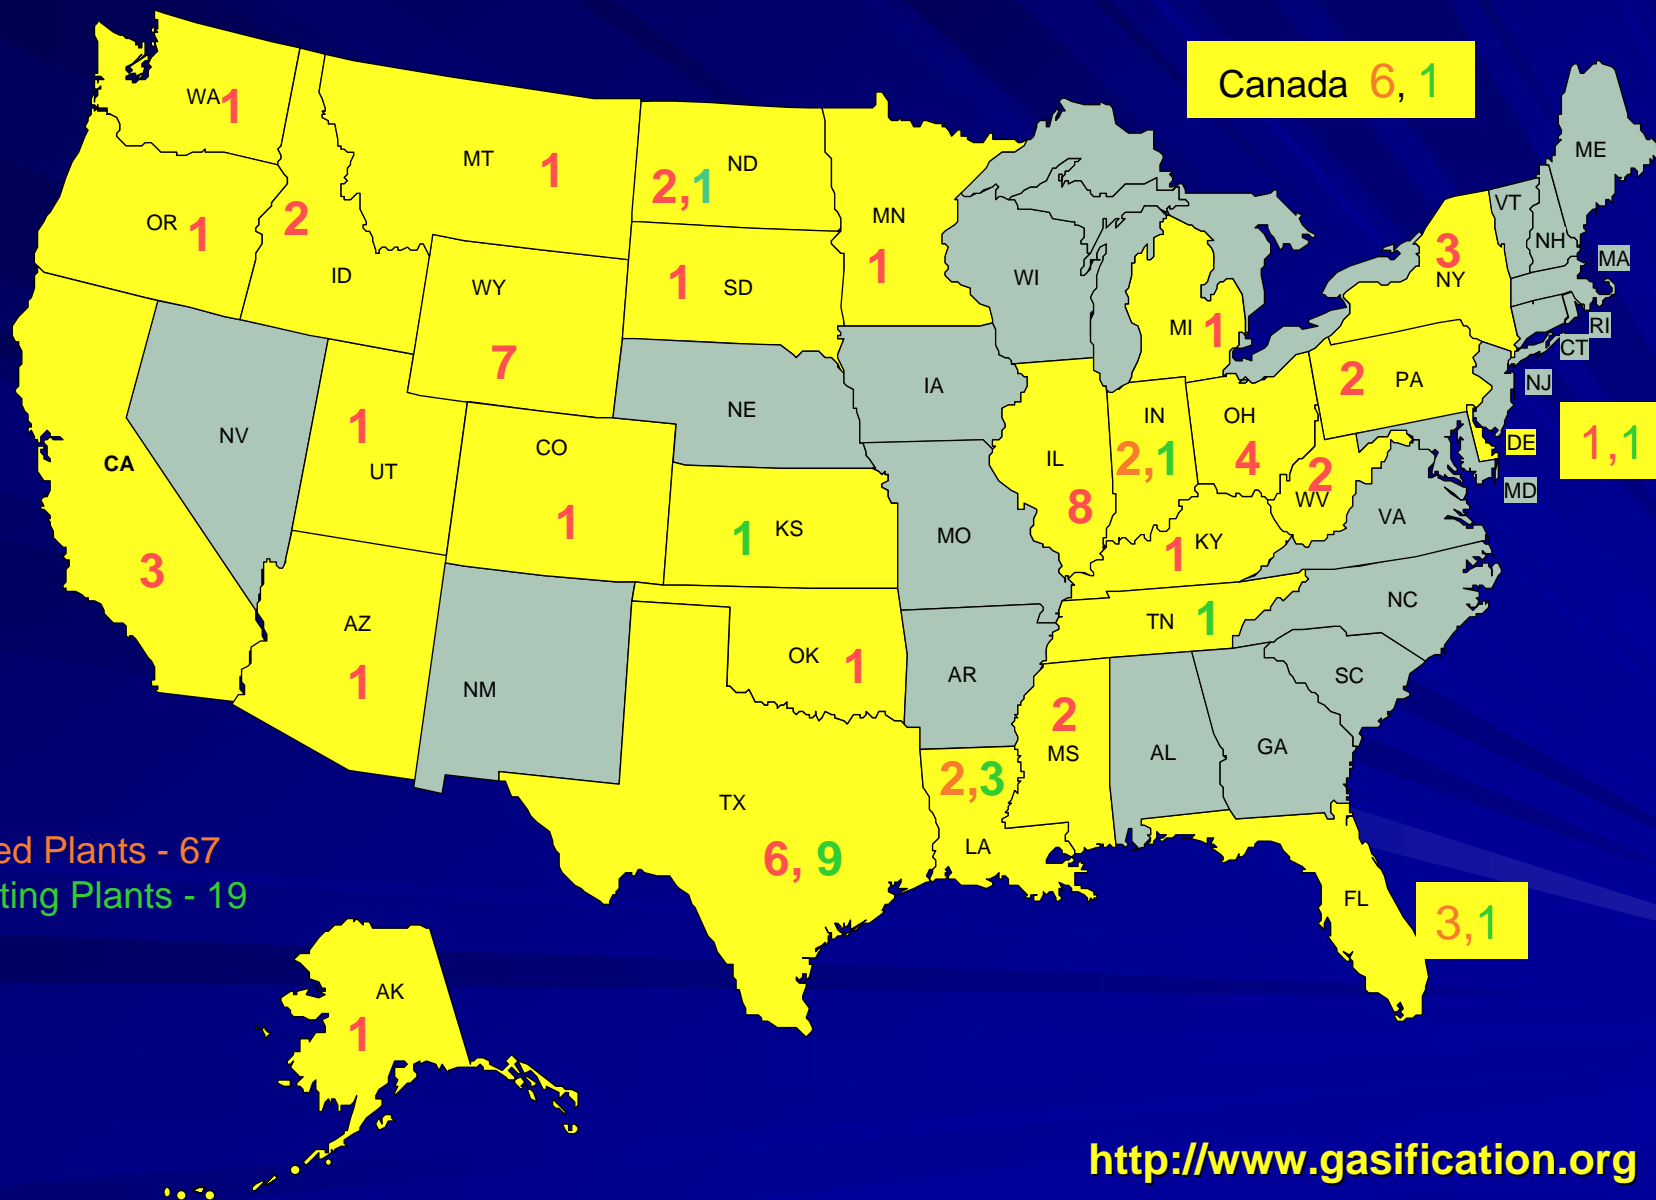 Canada 6, 1
WA 1
MT 1
ND 2,1
MN 1
ME
VT
NH
MA
OR 1
ID 2
WY 7
SD 1
WI
MI 1
NY 3
RI
CT
NJ
PA 2
NV
UT 1
CO 1
NE
IA
IL 8
IN 2,1
OH 4
WV 2
DE 1,1
MD
VA
CA 3
KS 1
MO
KY 1
NC
AZ 1
NM
OK 1
AR
TN 1
SC
TX 6, 9
LA 2,3
MS 2
AL
GA
FL 3,1
ed Plants - 67
ting Plants - 19
AK 1
http://www.gasification.org